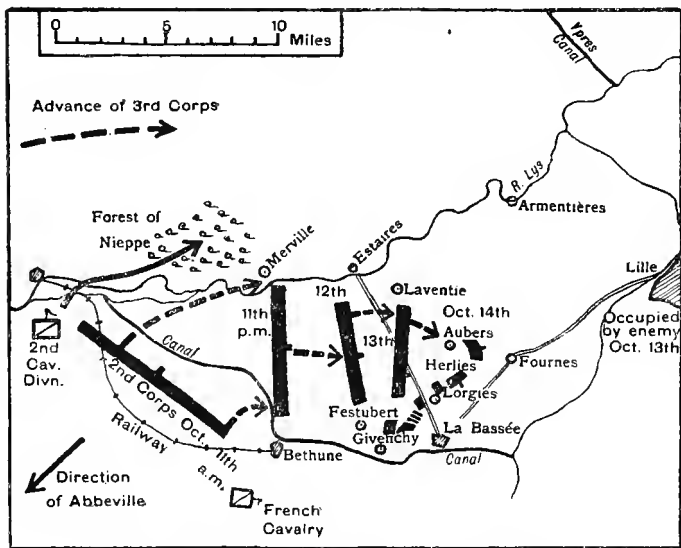 0 5 10
Miles
Ypres
Canal
Advance of 3rd Corps
R. Lys
Armentières
Forest of
Nieppe
Merville
Estaires
Lille
Laventie
12th
11th
p.m.
Oct. 14th
Aubers
13th
Occupied
by enemy
Oct. 13th
2nd
Cav.
Divn.
Canal
Herlies
Fournes
2nd Corps Oct. 11th
a.m.
Lorgies
Festubert
La Bassée
Givenchy
Railway
Bethune
Canal
Direction
of Abbeville
French
Cavalry